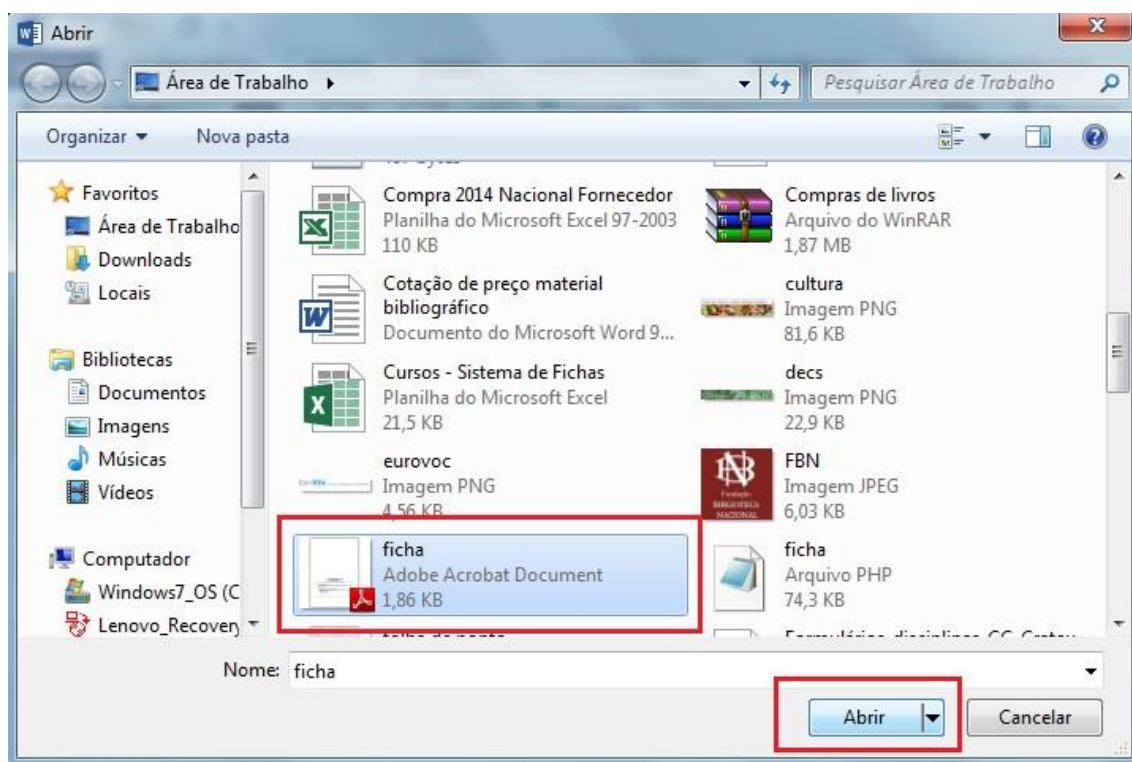 Abrir
Área de Trabalho
Pesquisar Área de Trabalho
Organizar
Nova pasta
Favoritos
Área de Trabalho
Downloads
Locais
Bibliotecas
Documentos
Imagens
Músicas
Vídeos
Computador
Windows7_OS (C
Lenovo_Recovery
Compra 2014 Nacional Fornecedor
Planilha do Microsoft Excel 97-2003
110 KB
Compras de livros
Arquivo do WinRAR
1,87 MB
Cotação de preço material
bibliográfico
Documento do Microsoft Word 9...
cultura
Imagem PNG
81,6 KB
Cursos - Sistema de Fichas
Planilha do Microsoft Excel
21,5 KB
decs
Imagem PNG
22,9 KB
eurovoc
Imagem PNG
4,56 KB
FBN
Imagem JPEG
6,03 KB
ficha
Adobe Acrobat Document
1,86 KB
ficha
Arquivo PHP
74,3 KB
Nome:
ficha
Abrir
Cancelar